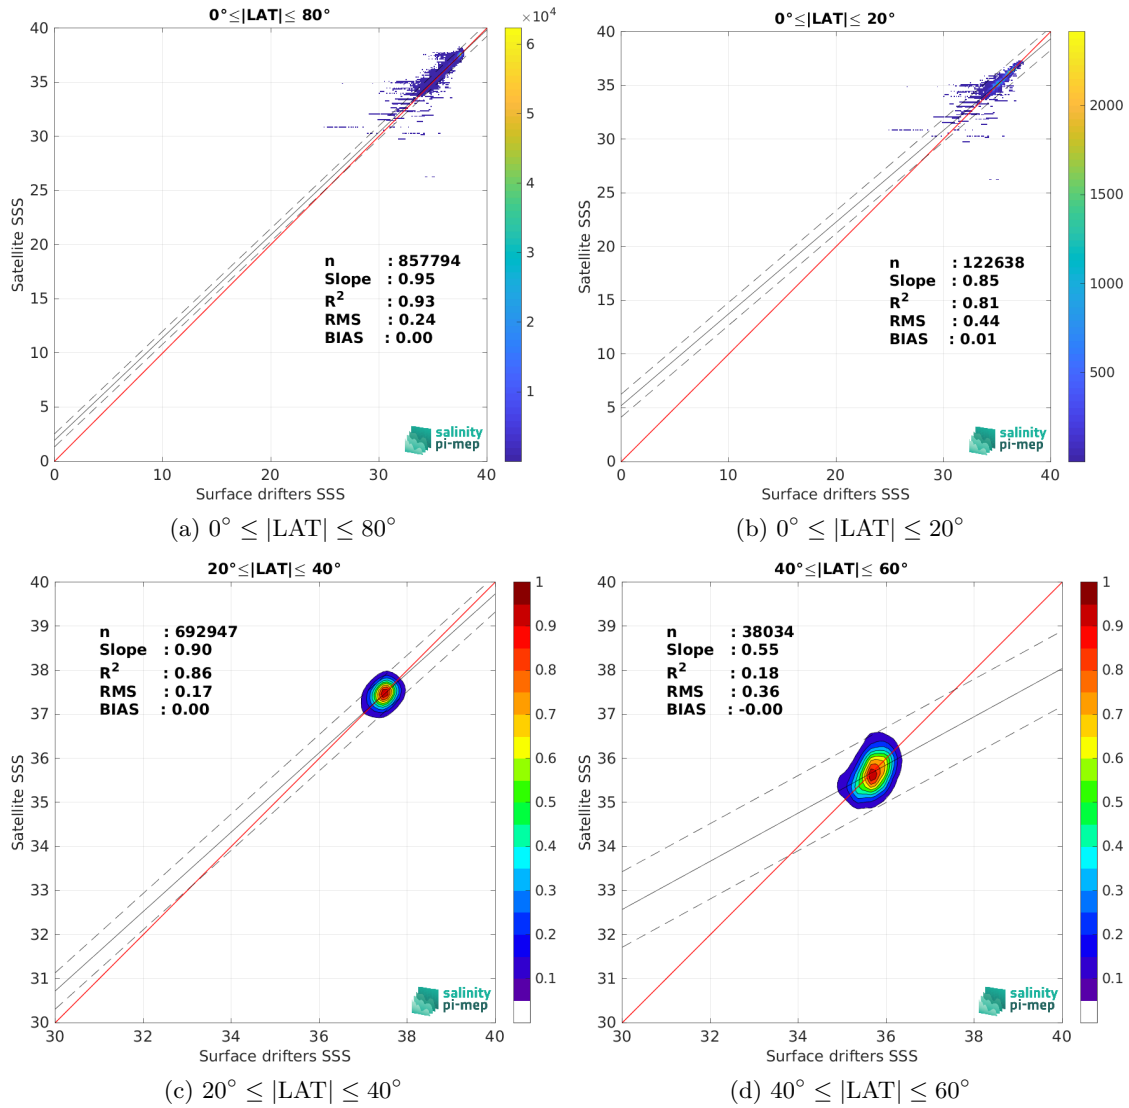 0°≤|LAT|≤ 80°
×10⁴
40
35
30
25
20
15
10
5
0
Satellite SSS
n : 857794
Slope : 0.95
R² : 0.93
RMS : 0.24
BIAS : 0.00
salinity
pi-mep
0 10 20 30 40
Surface drifters SSS
6
5
4
3
2
1
(a) 0° ≤ |LAT| ≤ 80°
0°≤|LAT|≤ 20°
40
35
30
25
20
15
10
5
0
Satellite SSS
n : 122638
Slope : 0.85
R² : 0.81
RMS : 0.44
BIAS : 0.01
salinity
pi-mep
0 10 20 30 40
Surface drifters SSS
2000
1500
1000
500
(b) 0° ≤ |LAT| ≤ 20°
20°≤|LAT|≤ 40°
40
39
38
37
36
35
34
33
32
31
30
Satellite SSS
n : 692947
Slope : 0.90
R² : 0.86
RMS : 0.17
BIAS : 0.00
salinity
pi-mep
30 32 34 36 38 40
Surface drifters SSS
1
0.9
0.8
0.7
0.6
0.5
0.4
0.3
0.2
0.1
(c) 20° ≤ |LAT| ≤ 40°
40°≤|LAT|≤ 60°
40
39
38
37
36
35
34
33
32
31
30
Satellite SSS
n : 38034
Slope : 0.55
R² : 0.18
RMS : 0.36
BIAS : -0.00
salinity
pi-mep
30 32 34 36 38 40
Surface drifters SSS
1
0.9
0.8
0.7
0.6
0.5
0.4
0.3
0.2
0.1
(d) 40° ≤ |LAT| ≤ 60°